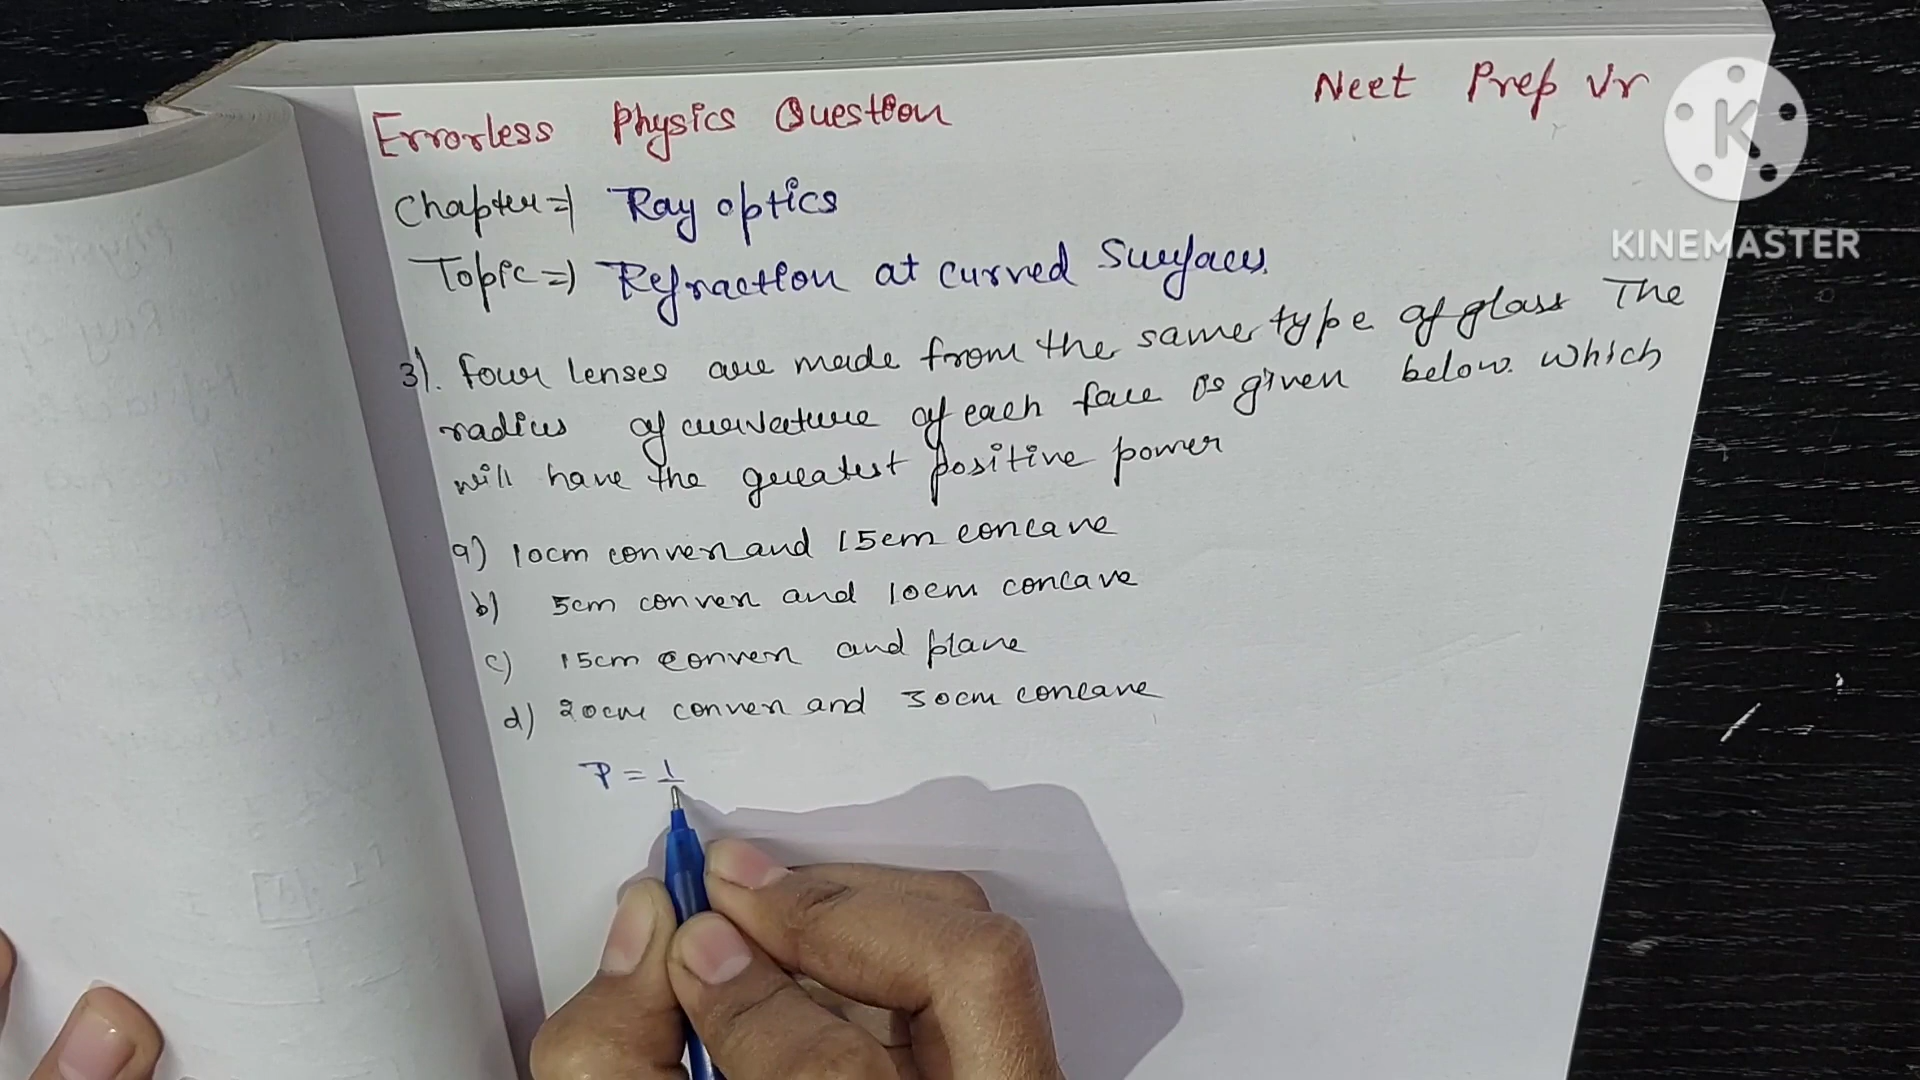 Errorless Physics Question
Neet Prep Vr
K
KINEMASTER
Chapter=) Ray optics
Topic=) Refraction at curved Surfaces.
3). four lenses are made from the same type of glass The
radius of curvature of each face is given below. which
will have the greatest positive power
a) 10cm convex and 15cm concave
b) 5cm convex and 10cm concave
c) 15cm convex and plane
d) 20cm convex and 30cm concave
P = 1